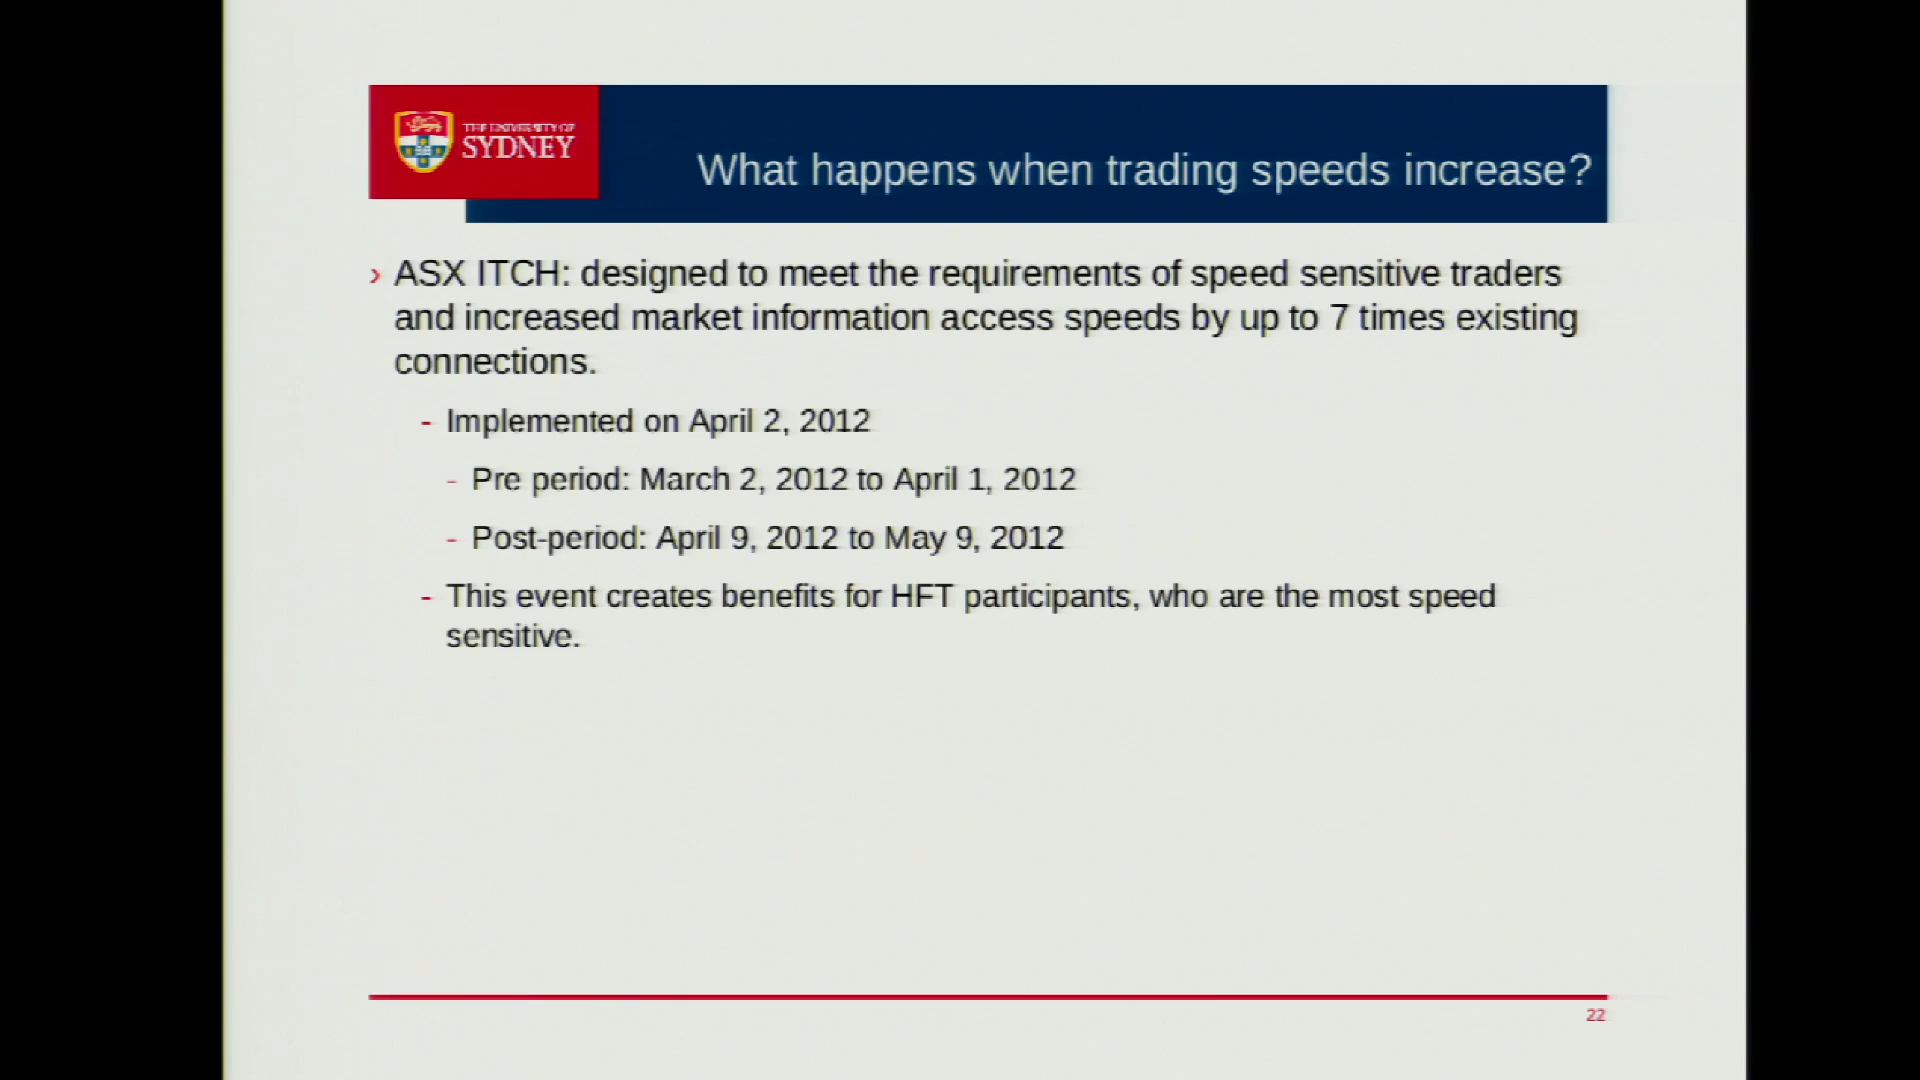 THE UNIVERSITY OF
SYDNEY
What happens when trading speeds increase?
› ASX ITCH: designed to meet the requirements of speed sensitive traders
and increased market information access speeds by up to 7 times existing
connections.
- Implemented on April 2, 2012
- Pre period: March 2, 2012 to April 1, 2012
- Post-period: April 9, 2012 to May 9, 2012
- This event creates benefits for HFT participants, who are the most speed
sensitive.
22